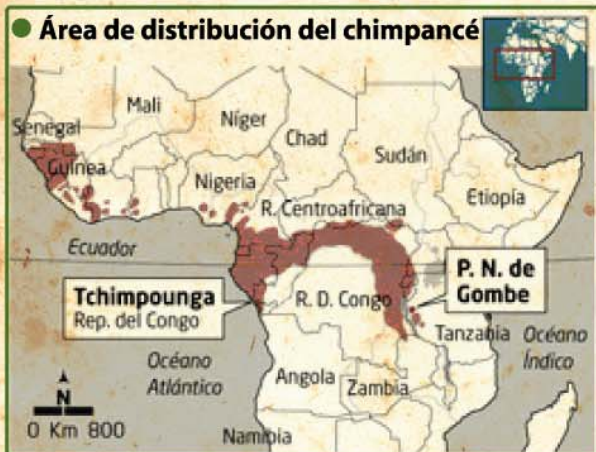 Área de distribución del chimpancé
Mali
Níger
Chad
Sudán
Senegal
Guinea
Nigeria
Etiopía
R. Centroafricana
Ecuador
P. N. de
Gombe
Tchimpounga
Rep. del Congo
R. D. Congo
Tanzania
Océano
Índico
Océano
Atlántico
Angola
Zambia
N
0 Km 800
Namibia